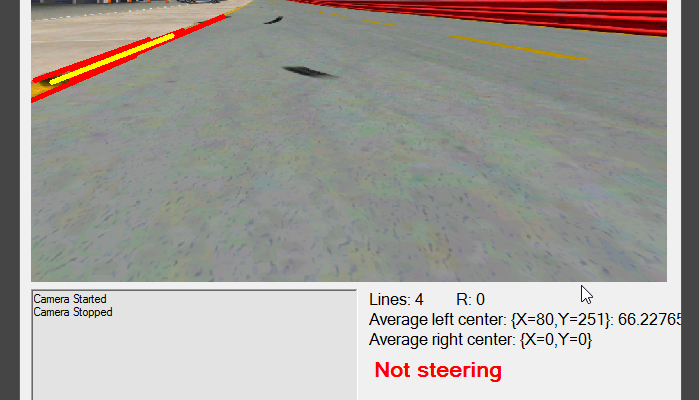 Camera Started
Camera Stopped
Lines: 4 R: 0
Average left center: {X=80,Y=251}: 66.22765
Average right center: {X=0,Y=0}
Not steering